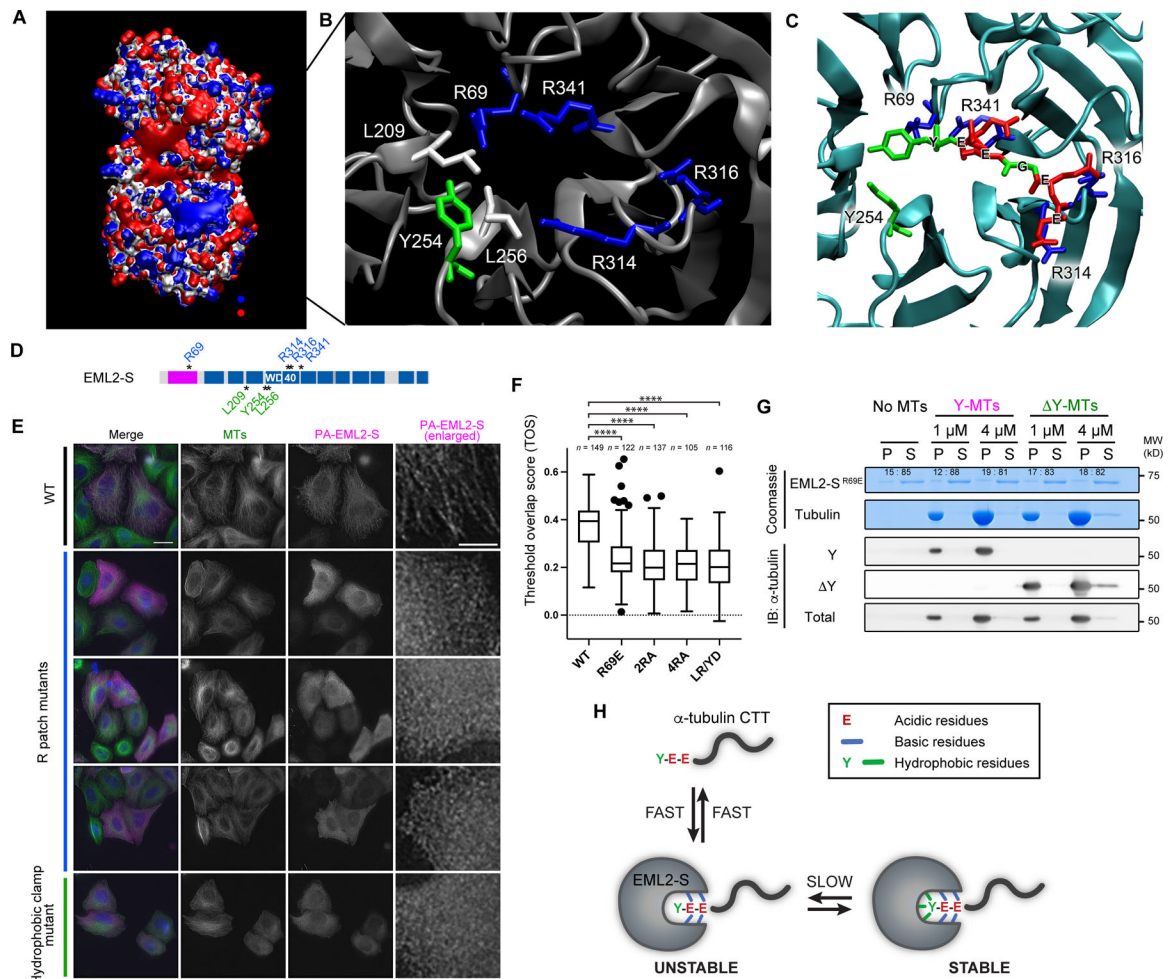 A
B
R69
R341
L209
R316
Y254
L256
R314
C
R69
R341
Y
E
E
G
E
E
R316
Y254
R314
D
EML2-S
R69
R314
R316
R341
WD 40
L209
Y254
L256
E
Merge
MTs
PA-EML2-S
PA-EML2-S
(enlarged)
WT
R patch mutants
Hydrophobic clamp
mutant
F
Threshold overlap score (TOS)
****
****
****
****
n = 149
n = 122
n = 137
n = 105
n = 116
0.6
0.4
0.2
0.0
WT
R69E
2RA
4RA
LR/YD
G
No MTs
Y-MTs
ΔY-MTs
1 μM
4 μM
1 μM
4 μM
MW
(kD)
P S P S P S P S P S
Coomassie
EML2-S R69E
15 : 85
12 : 88
19 : 81
17 : 83
18 : 82
75
Tubulin
50
IB: α-tubulin
Y
50
ΔY
50
Total
50
H
α-tubulin CTT
Y-E-E
FAST
FAST
EML2-S
Y-E-E
SLOW
Y-E-E
UNSTABLE
STABLE
E Acidic residues
Basic residues
Y Hydrophobic residues